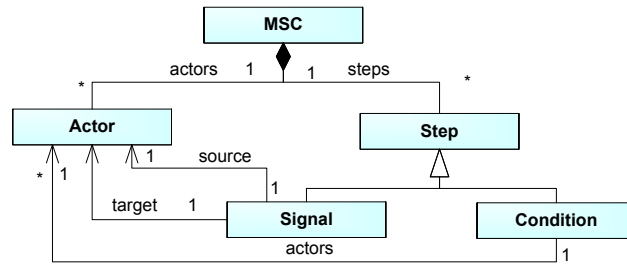 MSC
actors 1 1 steps
* *
Actor Step
1 source
* 1 1
target 1 Signal Condition
actors 1